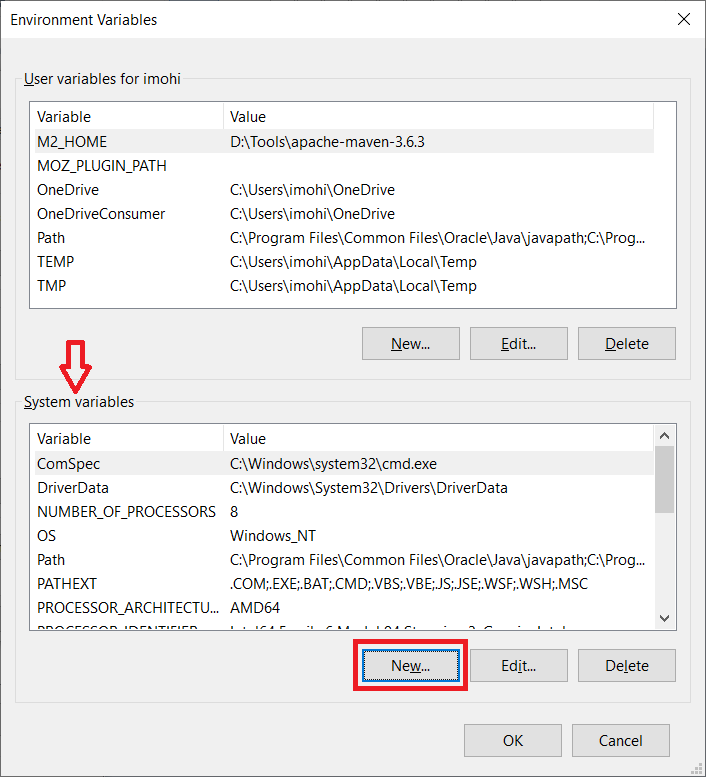 Environment Variables
User variables for imohi
Variable Value
M2_HOME D:\Tools\apache-maven-3.6.3
MOZ_PLUGIN_PATH
OneDrive C:\Users\imohi\OneDrive
OneDriveConsumer C:\Users\imohi\OneDrive
Path C:\Program Files\Common Files\Oracle\Java\javapath;C:\Prog...
TEMP C:\Users\imohi\AppData\Local\Temp
TMP C:\Users\imohi\AppData\Local\Temp
New... Edit... Delete
System variables
Variable Value
ComSpec C:\Windows\system32\cmd.exe
DriverData C:\Windows\System32\Drivers\DriverData
NUMBER_OF_PROCESSORS 8
OS Windows_NT
Path C:\Program Files\Common Files\Oracle\Java\javapath;C:\Prog...
PATHEXT .COM;.EXE;.BAT;.CMD;.VBS;.VBE;.JS;.JSE;.WSF;.WSH;.MSC
PROCESSOR_ARCHITECTU... AMD64
New... Edit... Delete
OK Cancel